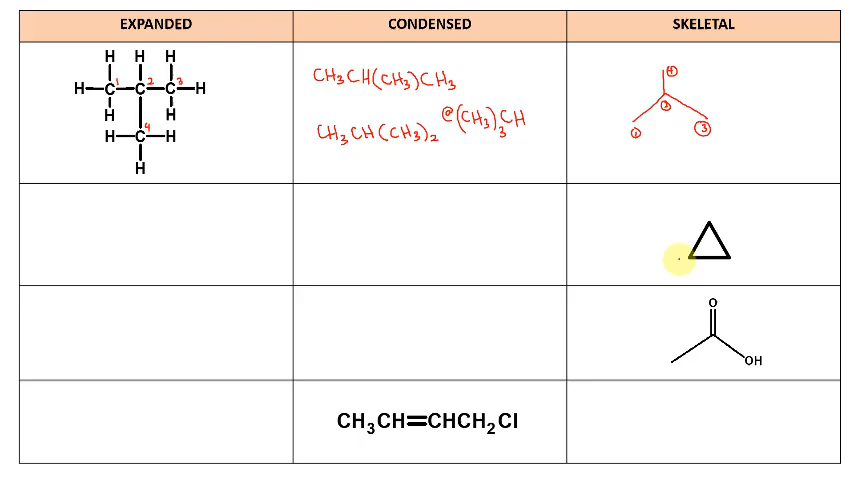 EXPANDED CONDENSED SKELETAL
H H H
H C 1 C 2 C 3 H
H H
H C 4 H
H
CH₃CH(CH₃)CH₃
CH₃CH(CH₃)₂ @ (CH₃)₃CH
4
2
1 3
O
OH
CH₃CH=CHCH₂Cl